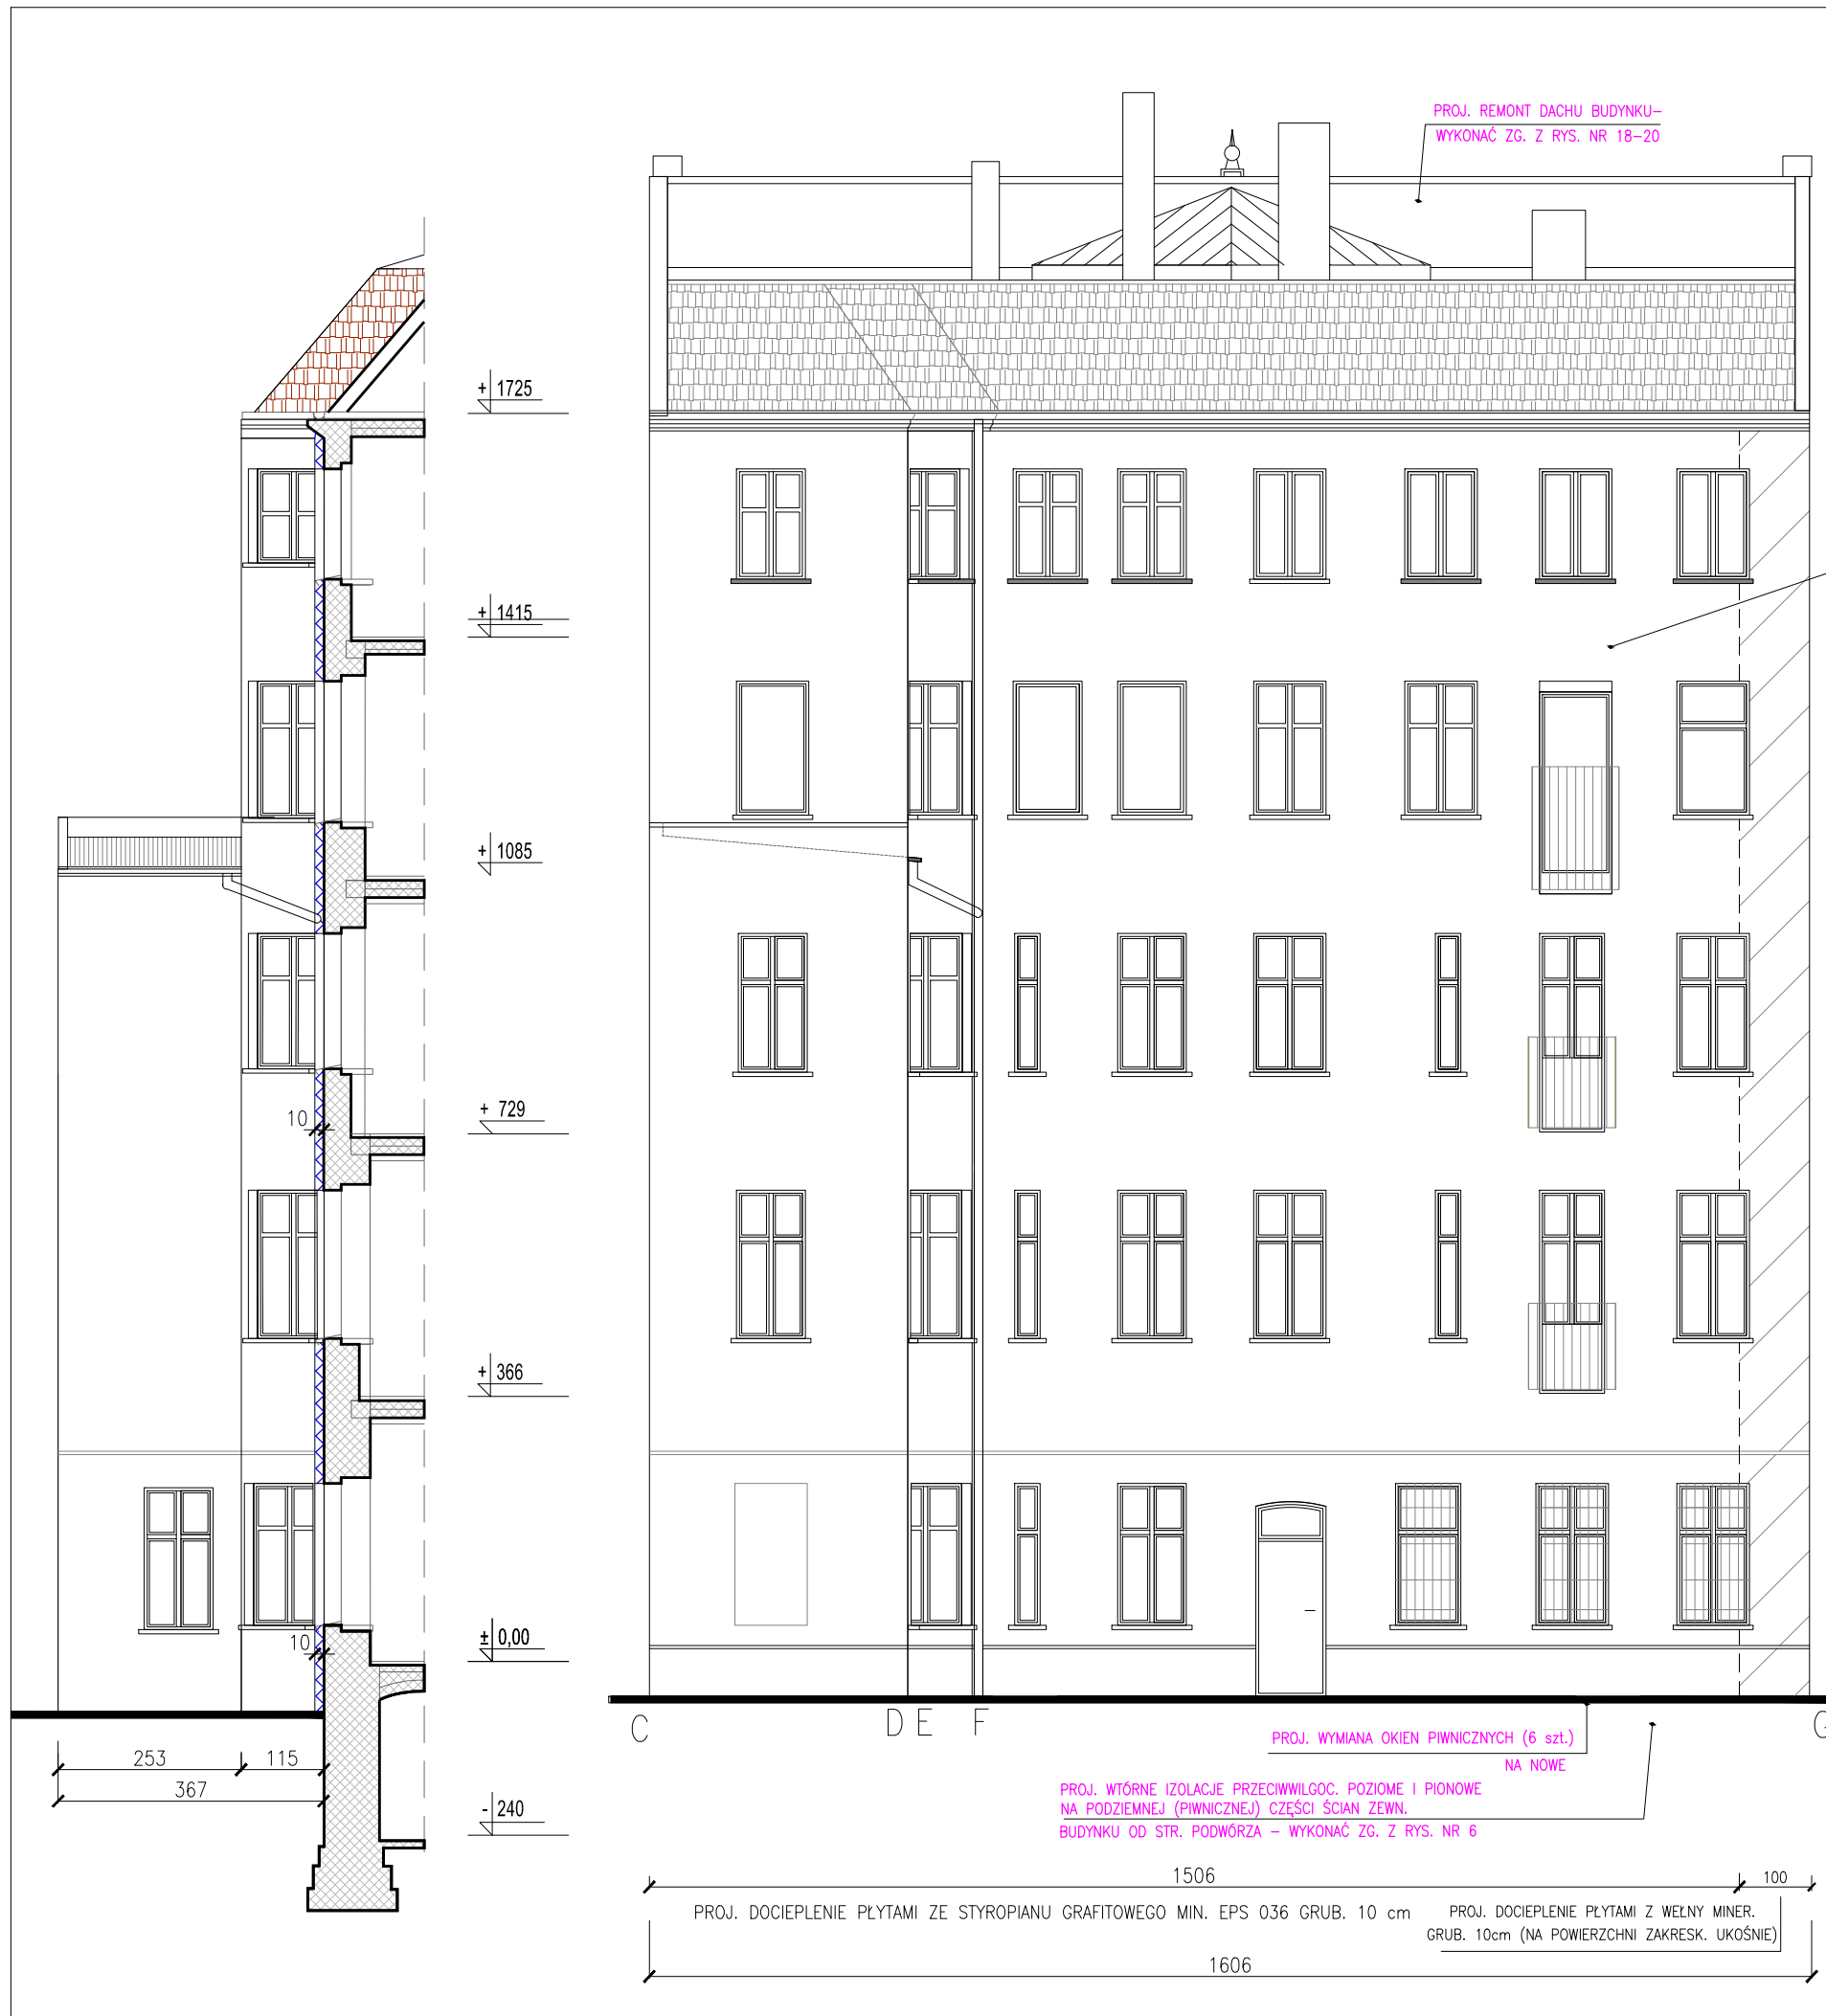 PROJ. REMONT DACHU BUDYNKU-
WYKONAĆ ZG. Z RYS. NR 18-20
+ 1725
+ 1415
+ 1085
+ 729
+ 366
± 0,00
- 240
10
10
253
115
367
C
D E
F
G
PROJ. WYMIANA OKIEN PIWNICZNYCH (6 szt.)
NA NOWE
PROJ. WTÓRNE IZOLACJE PRZECIWWILGOC. POZIOME I PIONOWE
NA PODZIEMNEJ (PIWNICZNEJ) CZĘŚCI ŚCIAN ZEWN.
BUDYNKU OD STR. PODWÓRZA - WYKONAĆ ZG. Z RYS. NR 6
1506
100
PROJ. DOCIEPLENIE PŁYTAMI ZE STYROPIANU GRAFITOWEGO MIN. EPS 036 GRUB. 10 cm
PROJ. DOCIEPLENIE PŁYTAMI Z WEŁNY MINER.
GRUB. 10cm (NA POWIERZCHNI ZAKRESK. UKOŚNIE)
1606